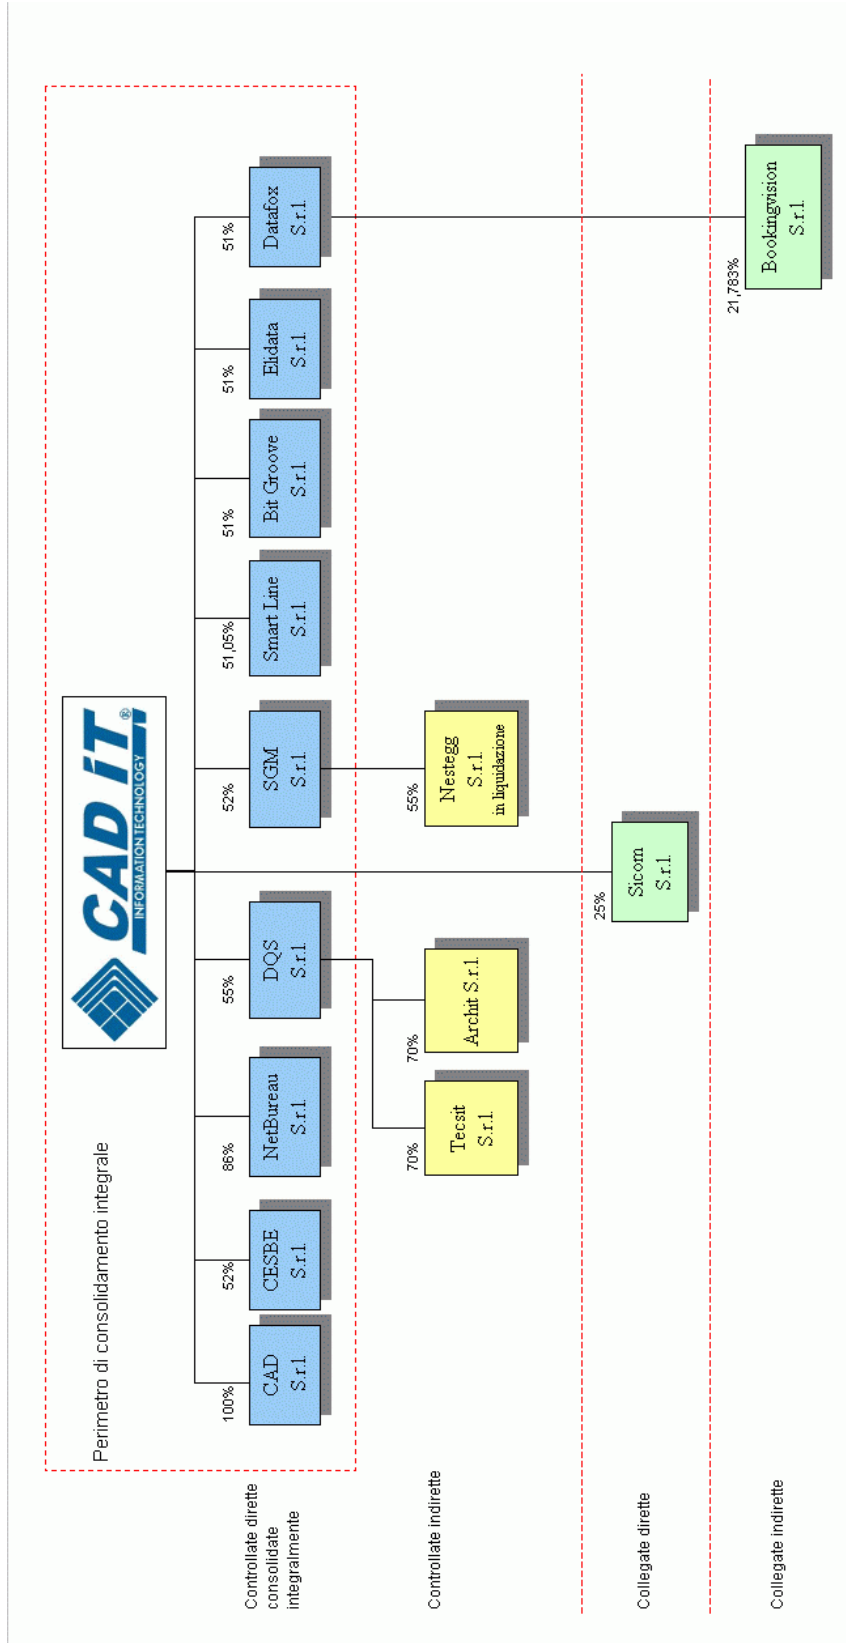 Perimetro di consolidamento integrale
CAD iT®
INFORMATION TECHNOLOGY
Controllate dirette
consolidate
integralmente
100%
CAD
S.r.l.
52%
CESBE
S.r.l.
86%
NetBureau
S.r.l.
55%
DQS
S.r.l.
52%
SGM
S.r.l.
51,05%
Smart Line
S.r.l.
51%
Bit Groove
S.r.l.
51%
Elidata
S.r.l.
51%
Datafox
S.r.l.
Controllate indirette
70%
Tecsit
S.r.l.
70%
Archit S.r.l.
55%
Nestegg
S.r.l.
in liquidazione
Collegate dirette
25%
Sicom
S.r.l.
Collegate indirette
21,783%
Bookingvision
S.r.l.